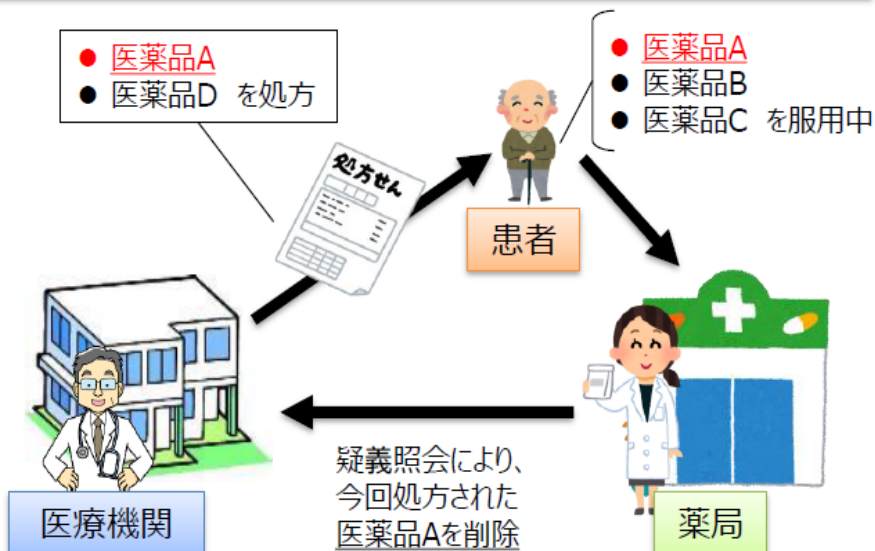 ● 医薬品A
● 医薬品D を処方
● 医薬品A
● 医薬品B
● 医薬品C を服用中
処方せん
患者
疑義照会により、
今回処方された
医薬品Aを削除
医療機関
薬局